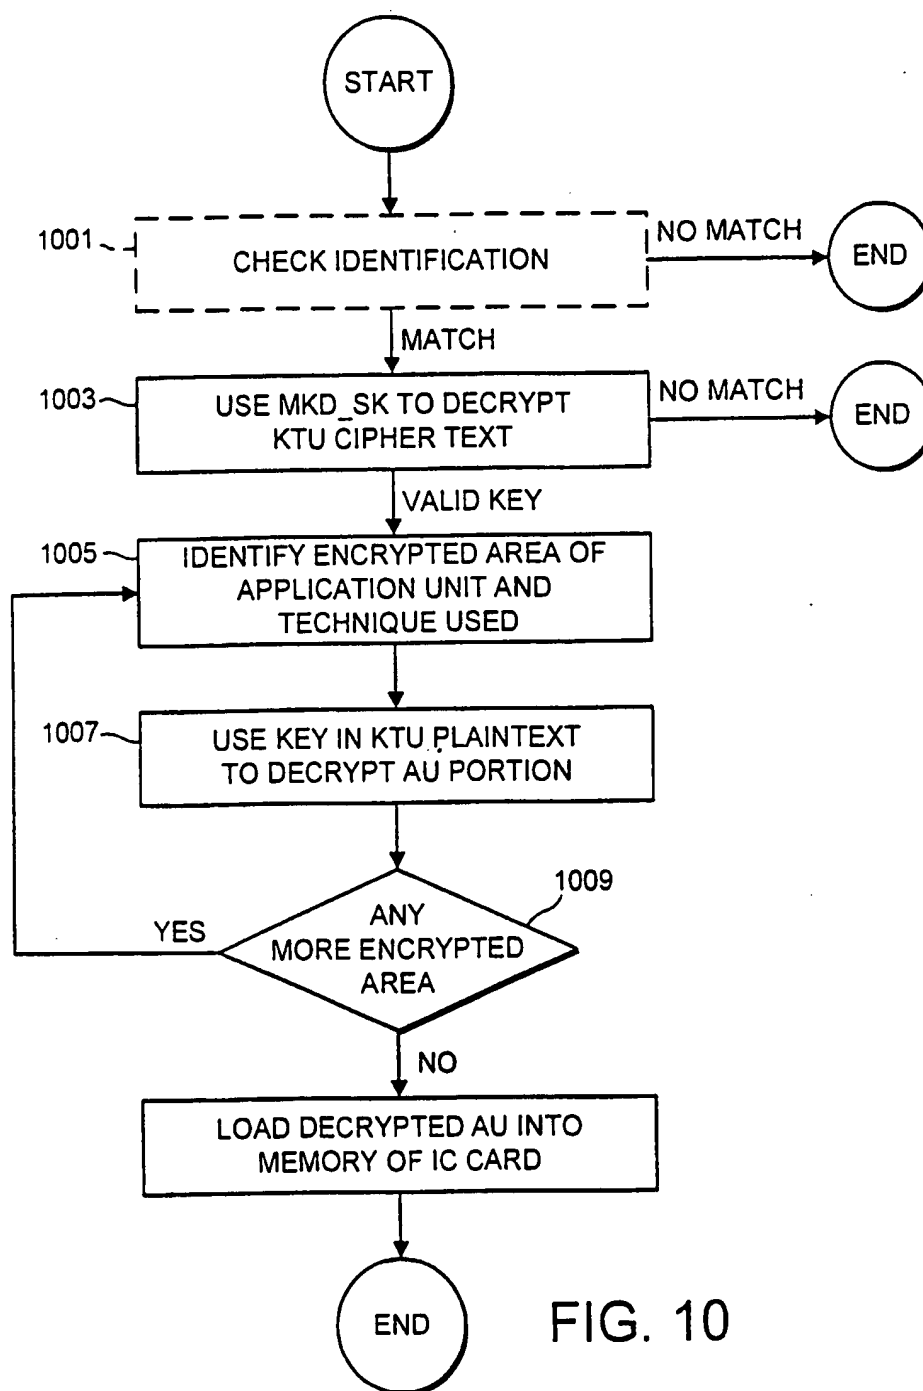 START
1001
CHECK IDENTIFICATION
NO MATCH
END
MATCH
1003
USE MKD_SK TO DECRYPT
KTU CIPHER TEXT
NO MATCH
END
VALID KEY
1005
IDENTIFY ENCRYPTED AREA OF
APPLICATION UNIT AND
TECHNIQUE USED
1007
USE KEY IN KTU PLAINTEXT
TO DECRYPT AU PORTION
1009
ANY
MORE ENCRYPTED
AREA
YES
NO
LOAD DECRYPTED AU INTO
MEMORY OF IC CARD
END
FIG. 10